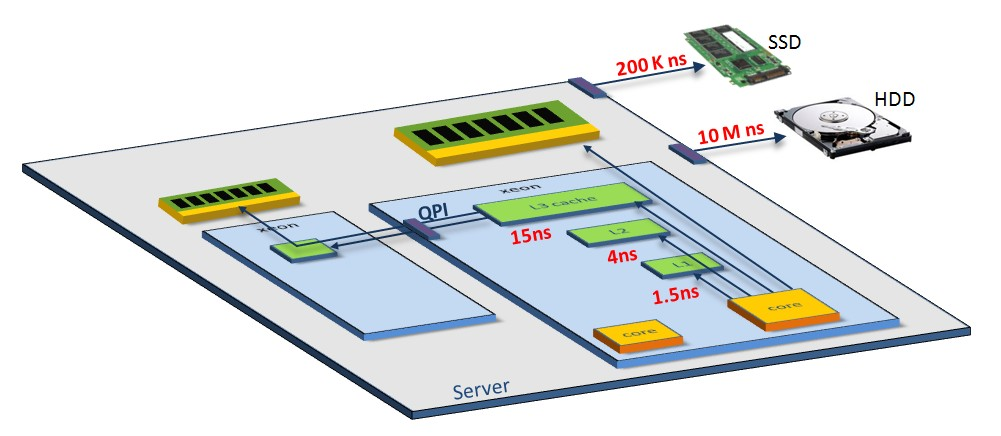 SSD
200 K ns
HDD
10 M ns
xeon
L3 cache
QPI
xeon
15ns
L2
4ns
L1
1.5ns
core
core
Server